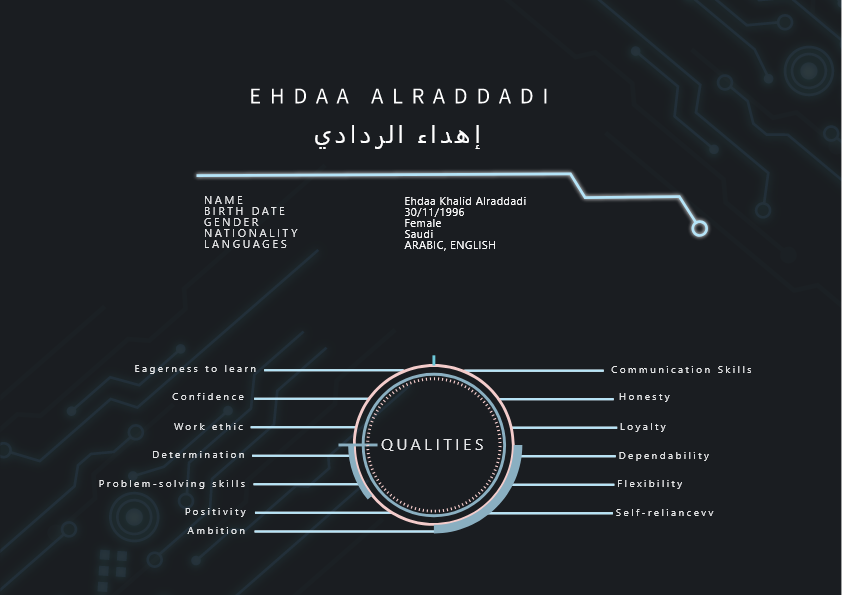 EHDAA ALRADDADI
إهداء الردادي
NAME Ehdaa Khalid Alraddadi
BIRTH DATE 30/11/1996
GENDER Female
NATIONALITY Saudi
LANGUAGES ARABIC, ENGLISH
Eagerness to learn Communication Skills
Confidence Honesty
Work ethic Loyalty
QUALITIES
Determination Dependability
Problem-solving skills Flexibility
Positivity Self-reliancevv
Ambition